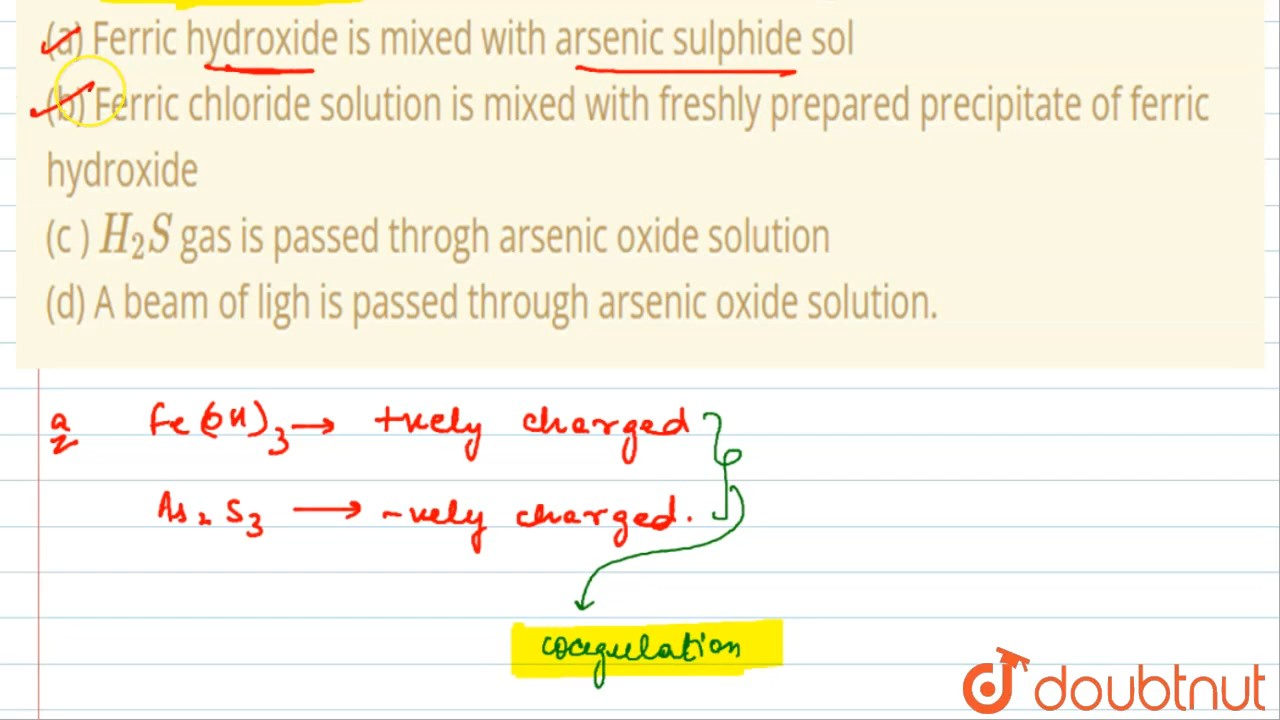 (a) Ferric hydroxide is mixed with arsenic sulphide sol
(b) Ferric chloride solution is mixed with freshly prepared precipitate of ferric
hydroxide
(c ) H₂S gas is passed throgh arsenic oxide solution
(d) A beam of ligh is passed through arsenic oxide solution.
a Fe(OH)₃ → +vely charged
As₂S₃ → -vely charged.
coagulation
doubtnut